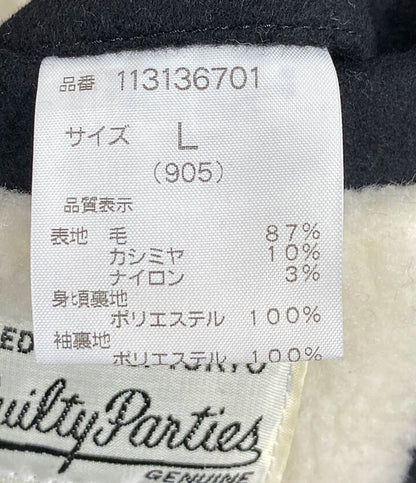 品番 113136701
サイズ L
(905)
品質表示
表地 毛 87%
カシミヤ 10%
ナイロン 3%
身頃裏地
ポリエステル 100%
袖裏地
ポリエステル 100%
Parties
GENUINE